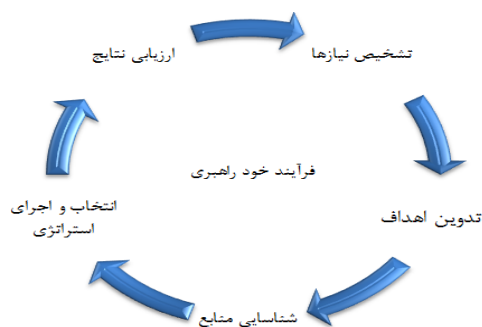 تشخیص نیازها
ارزیابی نتایج
فرآیند خود راهبری
انتخاب و اجرای
استراتژی
تدوین اهداف
شناسایی منابع